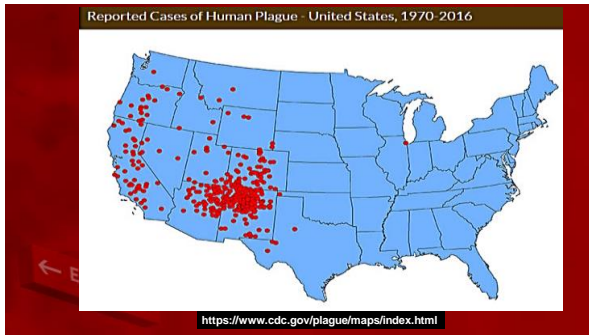 Reported Cases of Human Plague - United States, 1970-2016
← E
https://www.cdc.gov/plague/maps/index.html